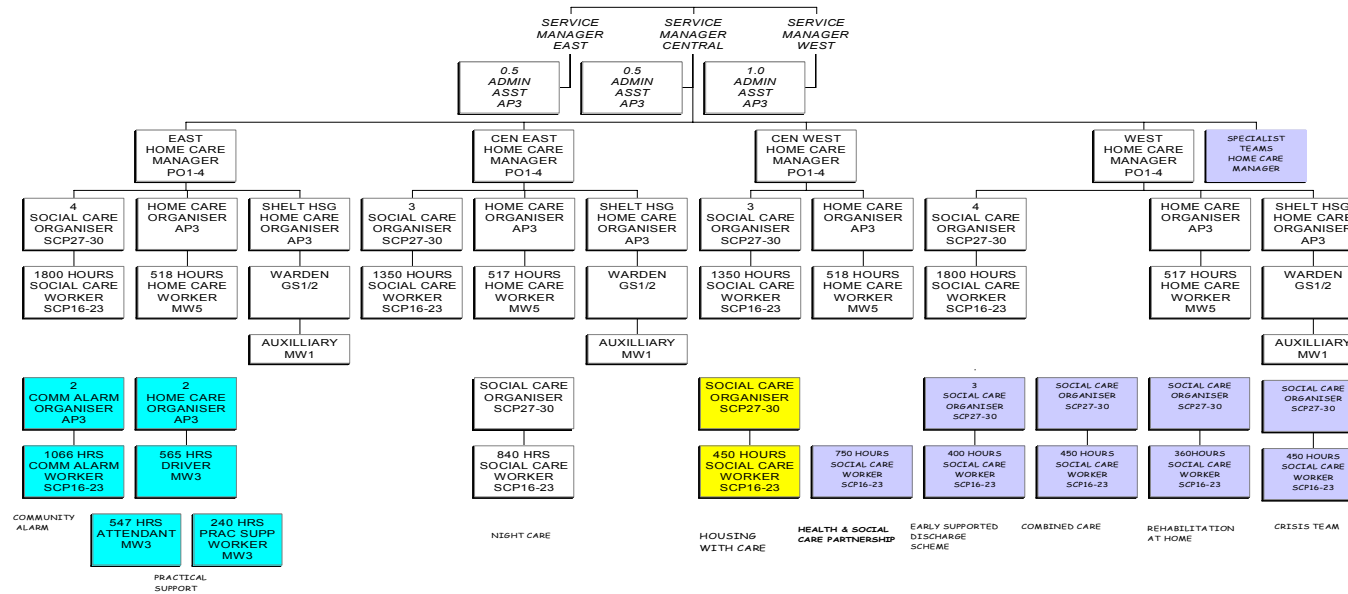 SERVICE
MANAGER
EAST
SERVICE
MANAGER
CENTRAL
SERVICE
MANAGER
WEST
0.5
ADMIN
ASST
AP3
0.5
ADMIN
ASST
AP3
1.0
ADMIN
ASST
AP3
EAST
HOME CARE
MANAGER
PO1-4
CEN EAST
HOME CARE
MANAGER
PO1-4
CEN WEST
HOME CARE
MANAGER
PO1-4
WEST
HOME CARE
MANAGER
PO1-4
SPECIALIST
TEAMS
HOME CARE
MANAGER
4
SOCIAL CARE
ORGANISER
SCP27-30
HOME CARE
ORGANISER
AP3
SHELT HSG
HOME CARE
ORGANISER
AP3
3
SOCIAL CARE
ORGANISER
SCP27-30
HOME CARE
ORGANISER
AP3
SHELT HSG
HOME CARE
ORGANISER
AP3
3
SOCIAL CARE
ORGANISER
SCP27-30
HOME CARE
ORGANISER
AP3
4
SOCIAL CARE
ORGANISER
SCP27-30
HOME CARE
ORGANISER
AP3
SHELT HSG
HOME CARE
ORGANISER
AP3
1800 HOURS
SOCIAL CARE
WORKER
SCP16-23
518 HOURS
HOME CARE
WORKER
MW5
WARDEN
GS1/2
1350 HOURS
SOCIAL CARE
WORKER
SCP16-23
517 HOURS
HOME CARE
WORKER
MW5
WARDEN
GS1/2
1350 HOURS
SOCIAL CARE
WORKER
SCP16-23
518 HOURS
HOME CARE
WORKER
MW5
1800 HOURS
SOCIAL CARE
WORKER
SCP16-23
517 HOURS
HOME CARE
WORKER
MW5
WARDEN
GS1/2
AUXILLIARY
MW1
AUXILLIARY
MW1
AUXILLIARY
MW1
2
COMM ALARM
ORGANISER
AP3
2
HOME CARE
ORGANISER
AP3
SOCIAL CARE
ORGANISER
SCP27-30
SOCIAL CARE
ORGANISER
SCP27-30
3
SOCIAL CARE
ORGANISER
SCP27-30
SOCIAL CARE
ORGANISER
SCP27-30
SOCIAL CARE
ORGANISER
SCP27-30
SOCIAL CARE
ORGANISER
SCP27-30
1066 HRS
COMM ALARM
WORKER
SCP16-23
565 HRS
DRIVER
MW3
840 HRS
SOCIAL CARE
WORKER
SCP16-23
450 HOURS
SOCIAL CARE
WORKER
SCP16-23
750 HOURS
SOCIAL CARE
WORKER
SCP16-23
400 HOURS
SOCIAL CARE
WORKER
SCP16-23
450 HOURS
SOCIAL CARE
WORKER
SCP16-23
360HOURS
SOCIAL CARE
WORKER
SCP16-23
450 HOURS
SOCIAL CARE
WORKER
SCP16-23
COMMUNITY
ALARM
547 HRS
ATTENDANT
MW3
240 HRS
PRAC SUPP
WORKER
MW3
PRACTICAL
SUPPORT
NIGHT CARE
HOUSING
WITH CARE
HEALTH & SOCIAL
CARE PARTNERSHIP
EARLY SUPPORTED
DISCHARGE
SCHEME
COMBINED CARE
REHABILITATION
AT HOME
CRISIS TEAM